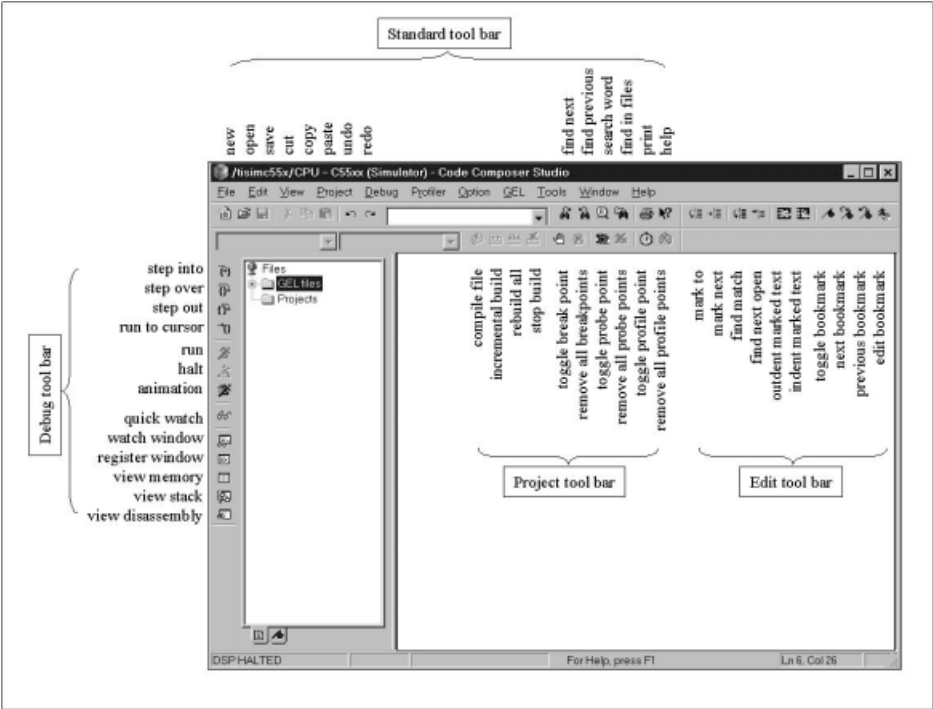 Standard tool bar
new
open
save
cut
copy
paste
undo
redo
find next
find previous
search word
find in files
print
help
/tisimc55x/CPU - C55xx (Simulator) - Code Composer Studio
File Edit View Project Debug Profiler Option GEL Tools Window Help
Debug tool bar
step into
step over
step out
run to cursor
run
halt
animation
quick watch
watch window
register window
view memory
view stack
view disassembly
Files
GEL files
Projects
compile file
incremental build
rebuild all
stop build
toggle break point
remove all breakpoints
toggle probe points
remove all probe points
toggle profile points
remove all profile points
Project tool bar
mark to
mark next
find match
find next open
outdent marked text
indent marked text
toggle bookmark
next bookmark
previous bookmark
edit bookmark
Edit tool bar
DSP HALTED
For Help, press F1
Ln 6, Col 26